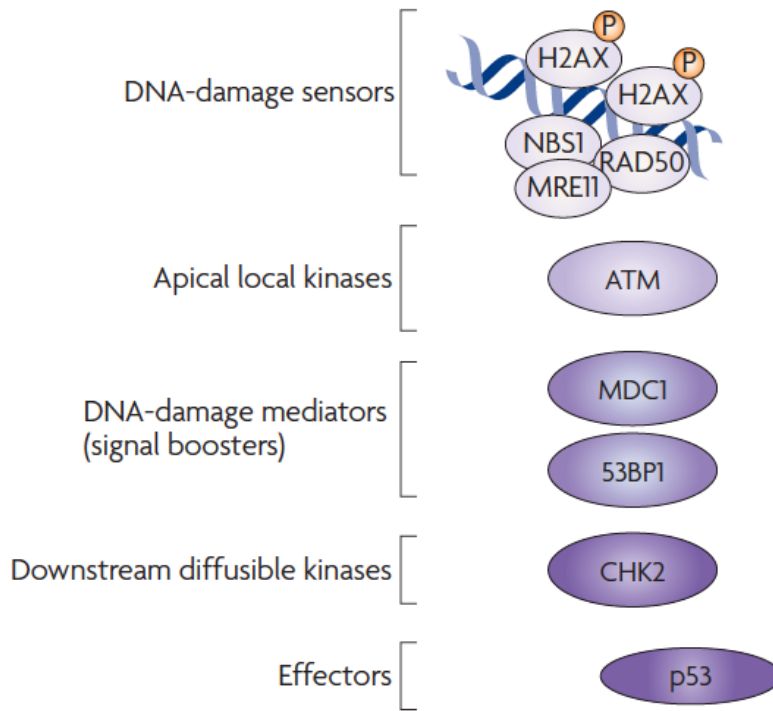 P
H2AX
P
DNA-damage sensors
H2AX
NBS1
RAD50
MRE11
Apical local kinases
ATM
DNA-damage mediators
(signal boosters)
MDC1
53BP1
Downstream diffusible kinases
CHK2
Effectors
p53